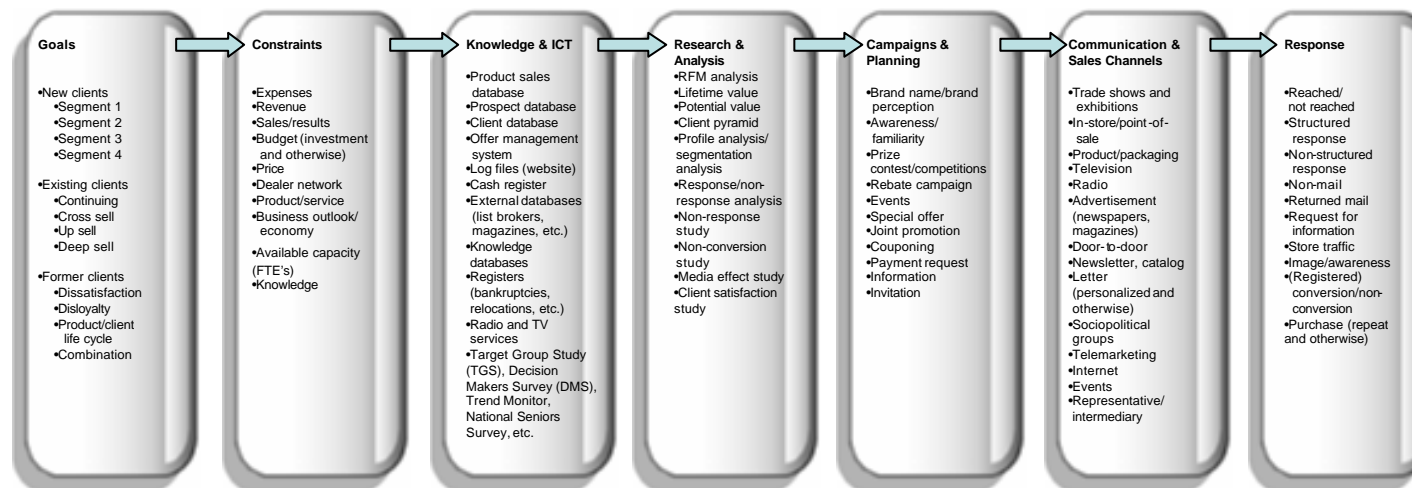 Goals
•New clients
•Segment 1
•Segment 2
•Segment 3
•Segment 4
•Existing clients
•Continuing
•Cross sell
•Up sell
•Deep sell
•Former clients
•Dissatisfaction
•Disloyalty
•Product/client
life cycle
•Combination
Constraints
•Expenses
•Revenue
•Sales/results
•Budget (investment
and otherwise)
•Price
•Dealer network
•Product/service
•Business outlook/
economy
•Available capacity
(FTE's)
•Knowledge
Knowledge & ICT
•Product sales
database
•Prospect database
•Client database
•Offer management
system
•Log files (website)
•Cash register
•External databases
(list brokers,
magazines, etc.)
•Knowledge
databases
•Registers
(bankruptcies,
relocations, etc.)
•Radio and TV
services
•Target Group Study
(TGS), Decision
Makers Survey (DMS),
Trend Monitor,
National Seniors
Survey, etc.
Research &
Analysis
•RFM analysis
•Lifetime value
•Potential value
•Client pyramid
•Profile analysis/
segmentation
analysis
•Response/non-
response analysis
•Non-response
study
•Non-conversion
study
•Media effect study
•Client satisfaction
study
Campaigns &
Planning
•Brand name/brand
perception
•Awareness/
familiarity
•Prize
contest/competitions
•Rebate campaign
•Events
•Special offer
•Joint promotion
•Couponing
•Payment request
•Information
•Invitation
Communication &
Sales Channels
•Trade shows and
exhibitions
•In-store/point-of-
sale
•Product/packaging
•Television
•Radio
•Advertisement
(newspapers,
magazines)
•Door-to-door
•Newsletter, catalog
•Letter
(personalized and
otherwise)
•Sociopolitical
groups
•Telemarketing
•Internet
•Events
•Representative/
intermediary
Response
•Reached/
not reached
•Structured
response
•Non-structured
response
•Non-mail
•Returned mail
•Request for
information
•Store traffic
•Image/awareness
•(Registered)
conversion/non-
conversion
•Purchase (repeat
and otherwise)